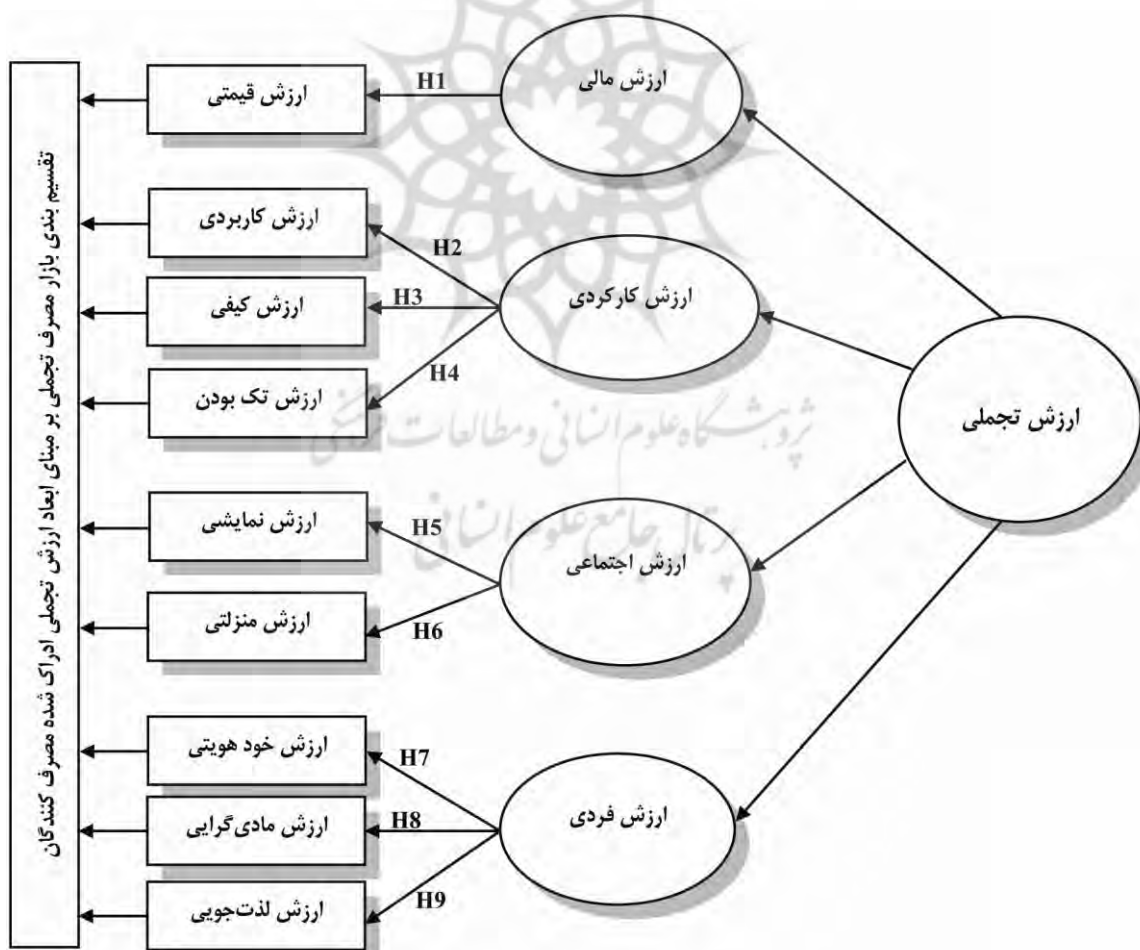 ارزش تجملی
ارزش مالی
H1
ارزش قیمتی
ارزش کارکردی
H2
ارزش کاربردی
H3
ارزش کیفی
H4
ارزش تک بودن
ارزش اجتماعی
H5
ارزش نمایشی
H6
ارزش منزلتی
ارزش فردی
H7
ارزش خود هویتی
H8
ارزش مادی‌گرایی
H9
ارزش لذت‌جویی
تقسیم بندی بازار مصرف تجملی بر مبنای ابعاد ارزش تجملی ادراک شده مصرف کنندگان
پژوهشگاه علوم انسانی و مطالعات فرهنگی
پرتال جامع علوم انسانی